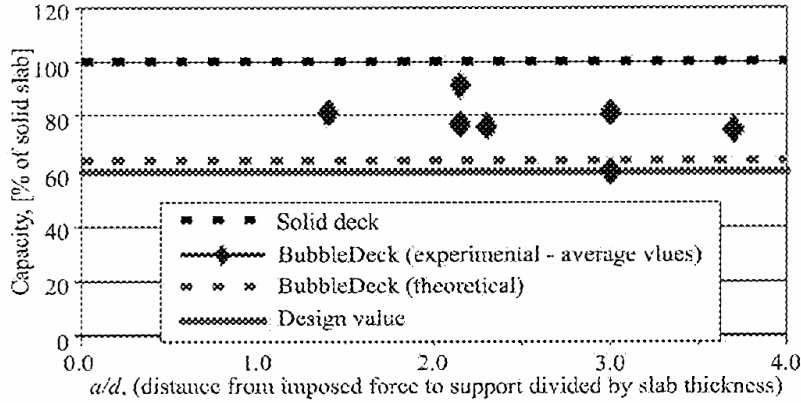 120
100
80
60
40
20
0
Capacity, [% of solid slab]
Solid deck
BubbleDeck (experimental - average vlues)
BubbleDeck (theoretical)
Design value
0.0 1.0 2.0 3.0 4.0
a/d, (distance from imposed force to support divided by slab thickness)